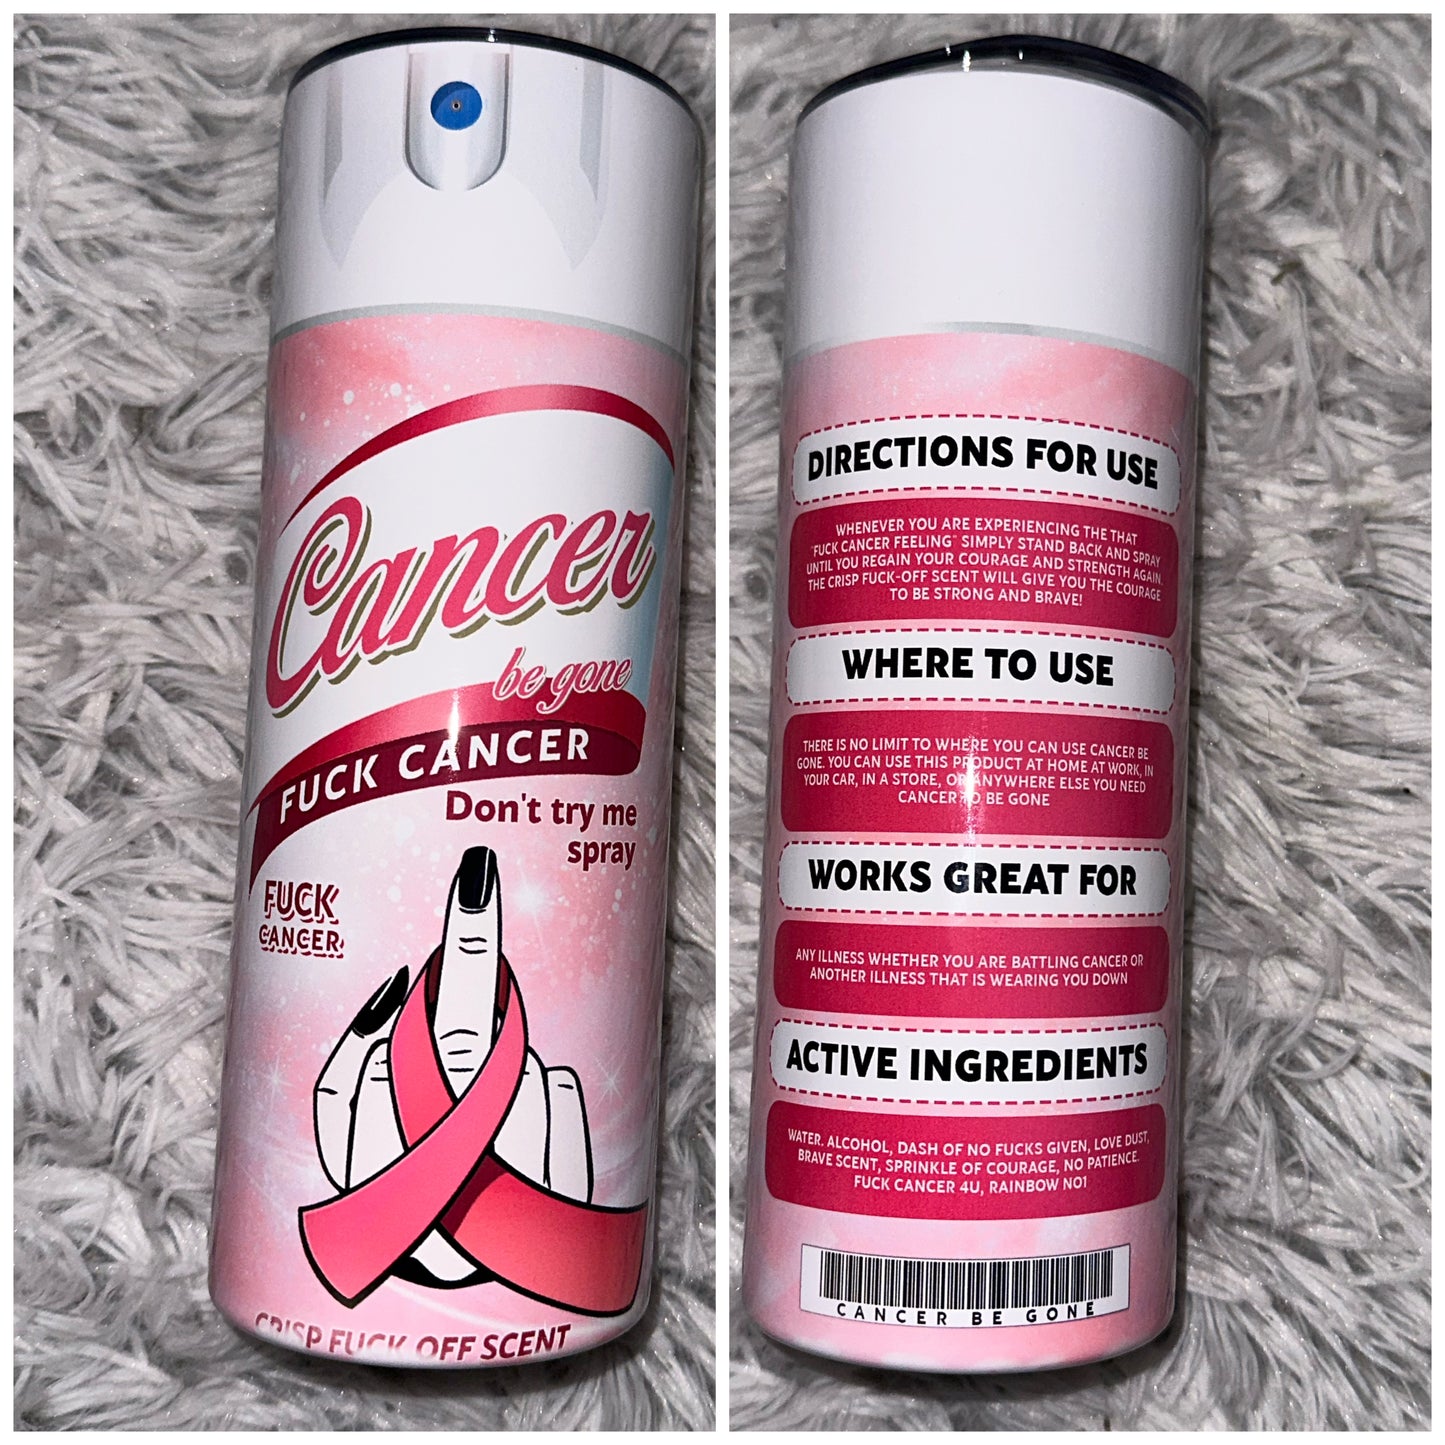 Cancer
be gone
FUCK CANCER
Don't try me
spray
FUCK
CANCER
CRISP FUCK OFF SCENT
DIRECTIONS FOR USE
WHENEVER YOU ARE EXPERIENCING THE THAT
"FUCK CANCER FEELING" SIMPLY STAND BACK AND SPRAY
UNTIL YOU REGAIN YOUR COURAGE AND STRENGTH AGAIN.
THE CRISP FUCK-OFF SCENT WILL GIVE YOU THE COURAGE
TO BE STRONG AND BRAVE!
WHERE TO USE
THERE IS NO LIMIT TO WHERE YOU CAN USE CANCER BE
GONE. YOU CAN USE THIS PRODUCT AT HOME AT WORK, IN
YOUR CAR, IN A STORE, OR ANYWHERE ELSE YOU NEED
CANCER TO BE GONE
WORKS GREAT FOR
ANY ILLNESS WHETHER YOU ARE BATTLING CANCER OR
ANOTHER ILLNESS THAT IS WEARING YOU DOWN
ACTIVE INGREDIENTS
WATER. ALCOHOL, DASH OF NO FUCKS GIVEN, LOVE DUST,
BRAVE SCENT, SPRINKLE OF COURAGE, NO PATIENCE.
FUCK CANCER 4U, RAINBOW NO1
CANCER BE GONE